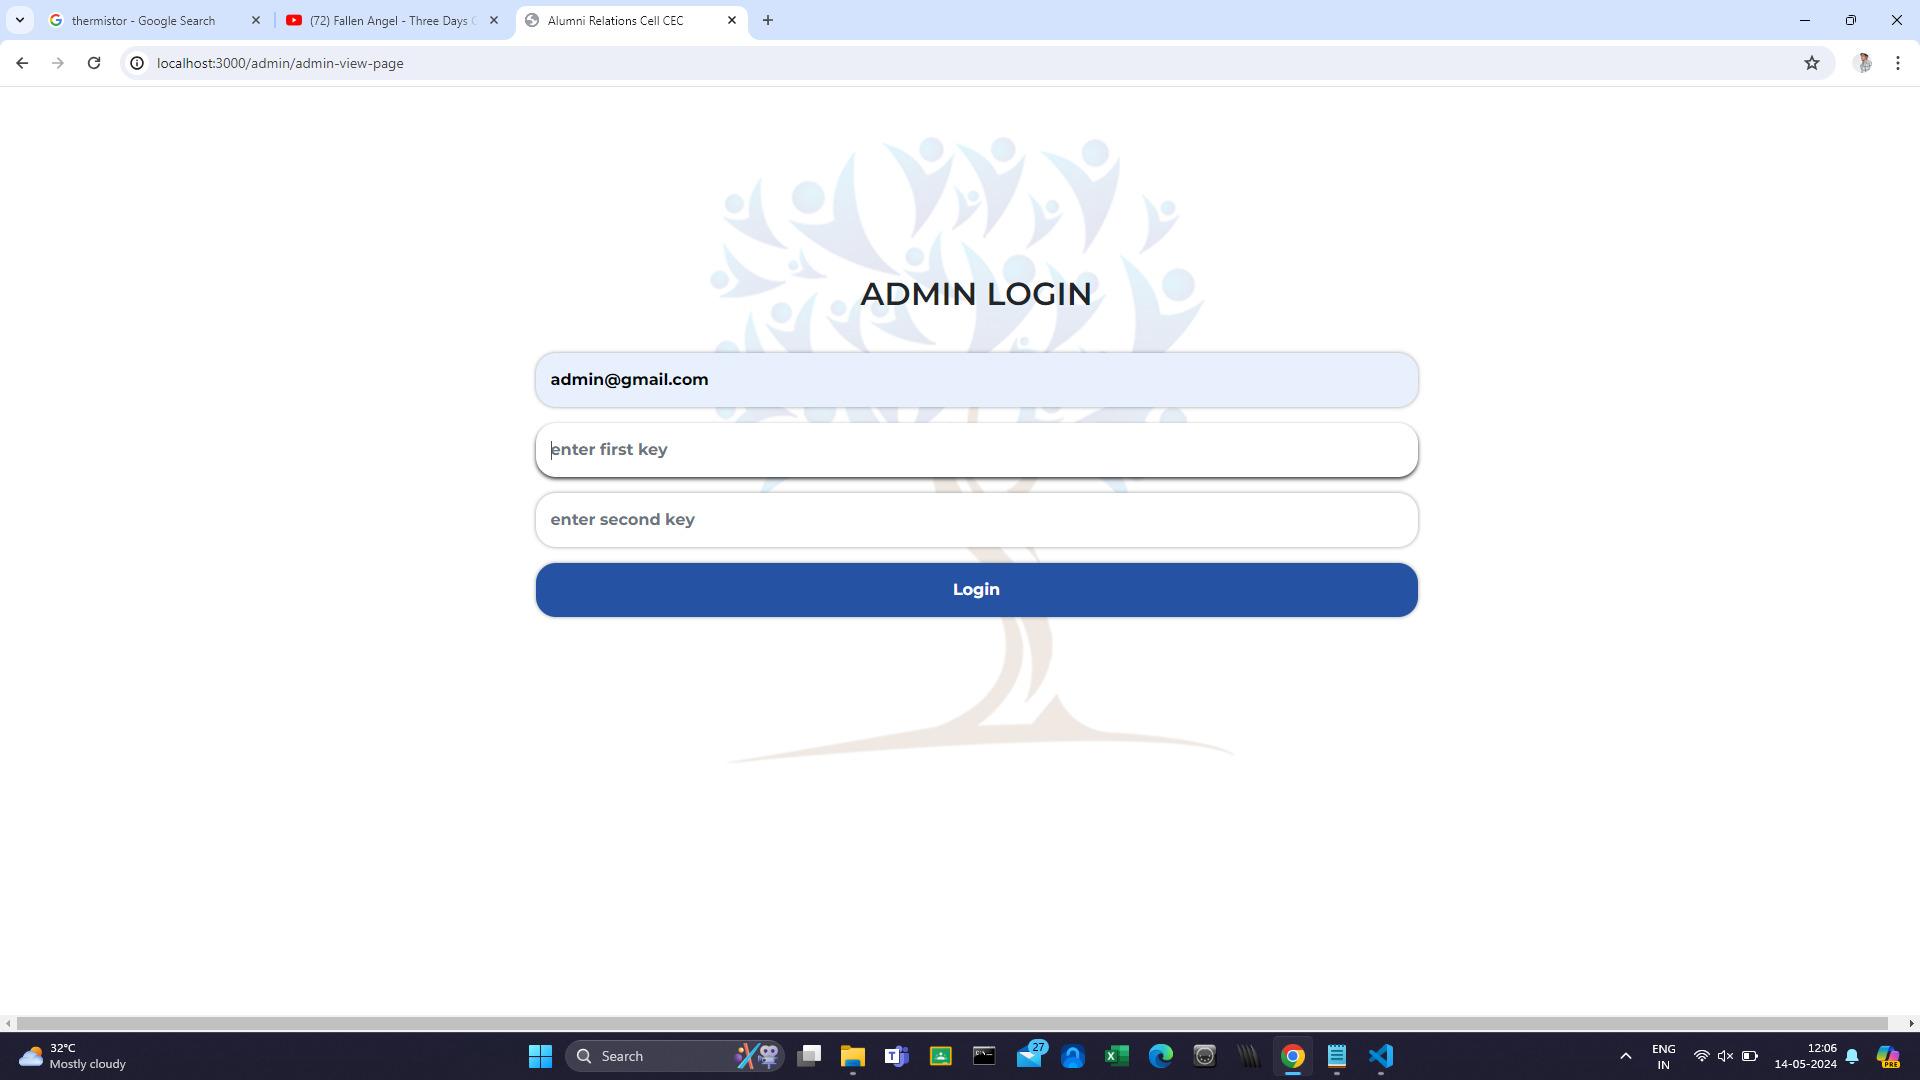 thermistor - Google Search
(72) Fallen Angel - Three Days
Alumni Relations Cell CEC
localhost:3000/admin/admin-view-page
ADMIN LOGIN
admin@gmail.com
enter first key
enter second key
Login
32°C
Mostly cloudy
Search
27
ENG
IN
12:06
14-05-2024
PRE